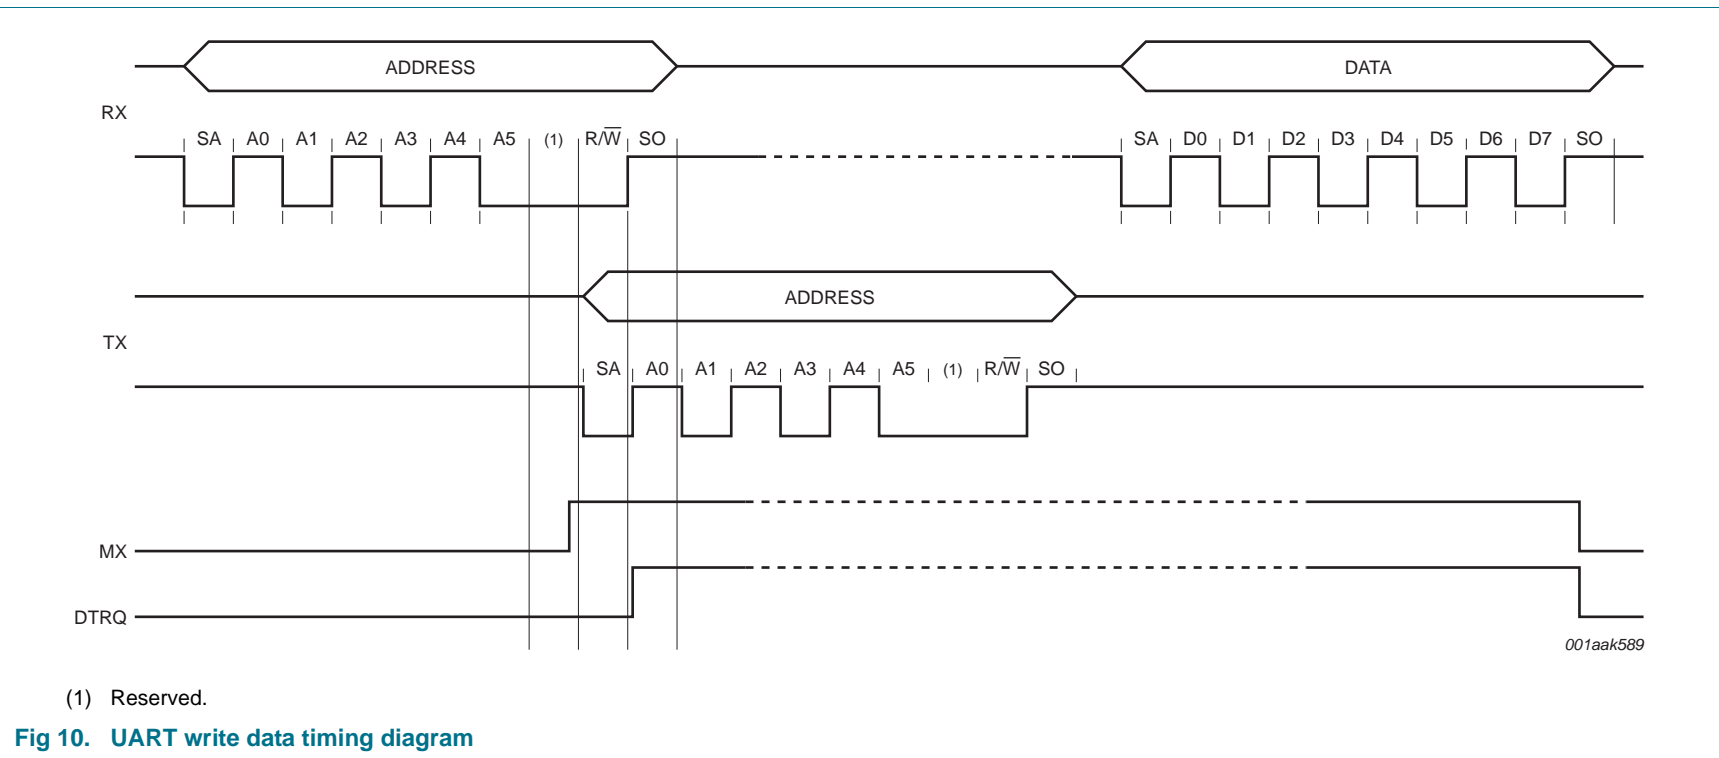 ADDRESS DATA
RX
SA A0 A1 A2 A3 A4 A5 (1) R/W̅ SO SA D0 D1 D2 D3 D4 D5 D6 D7 SO
ADDRESS
TX
SA A0 A1 A2 A3 A4 A5 (1) R/W̅ SO
MX
DTRQ
001aak589
(1) Reserved.
Fig 10. UART write data timing diagram